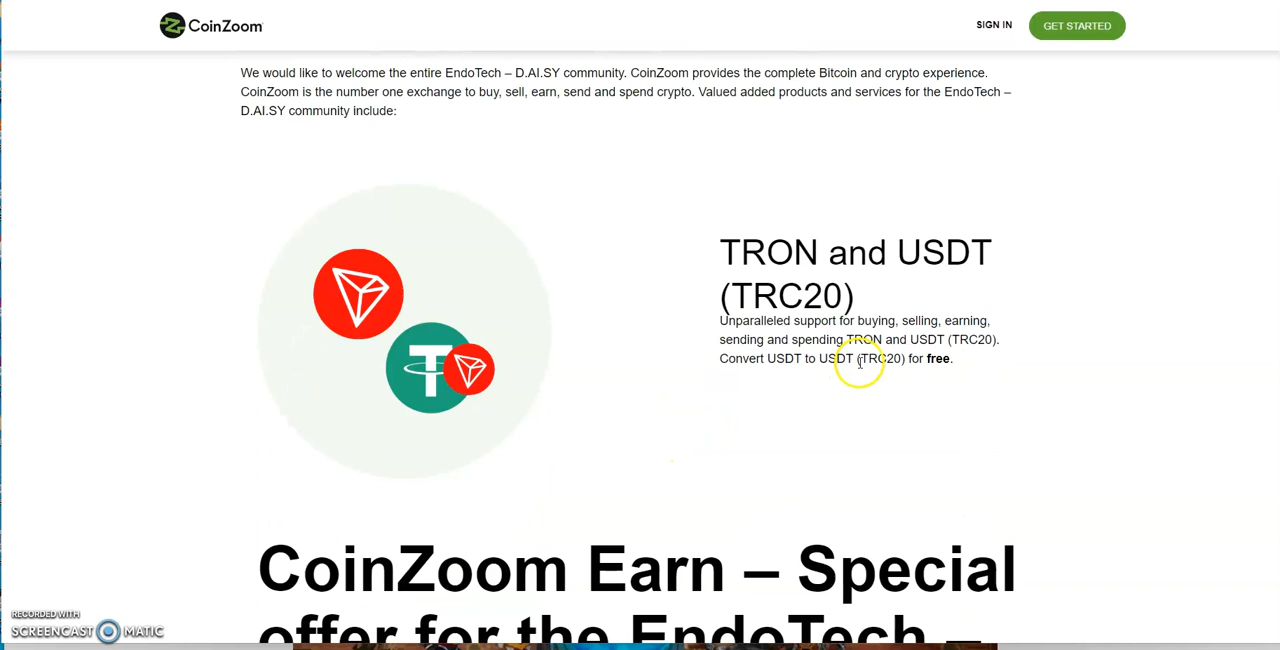 CoinZoom
SIGN IN
GET STARTED
We would like to welcome the entire EndoTech – D.AI.SY community. CoinZoom provides the complete Bitcoin and crypto experience.
CoinZoom is the number one exchange to buy, sell, earn, send and spend crypto. Valued added products and services for the EndoTech –
D.AI.SY community include:
TRON and USDT
(TRC20)
Unparalleled support for buying, selling, earning,
sending and spending TRON and USDT (TRC20).
Convert USDT to USDT (TRC20) for free.
CoinZoom Earn – Special
offer for the EndoTech –
RECORDED WITH
SCREENCAST MATIC